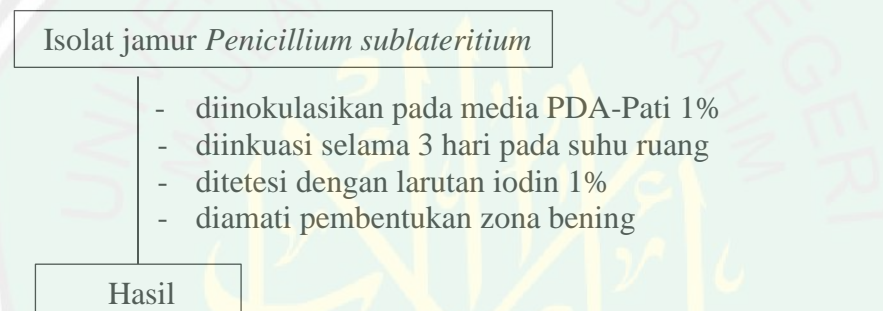 Isolat jamur Penicillium sublateritium
- diinokulasikan pada media PDA-Pati 1%
- diinkuasi selama 3 hari pada suhu ruang
- ditetesi dengan larutan iodin 1%
- diamati pembentukan zona bening
Hasil